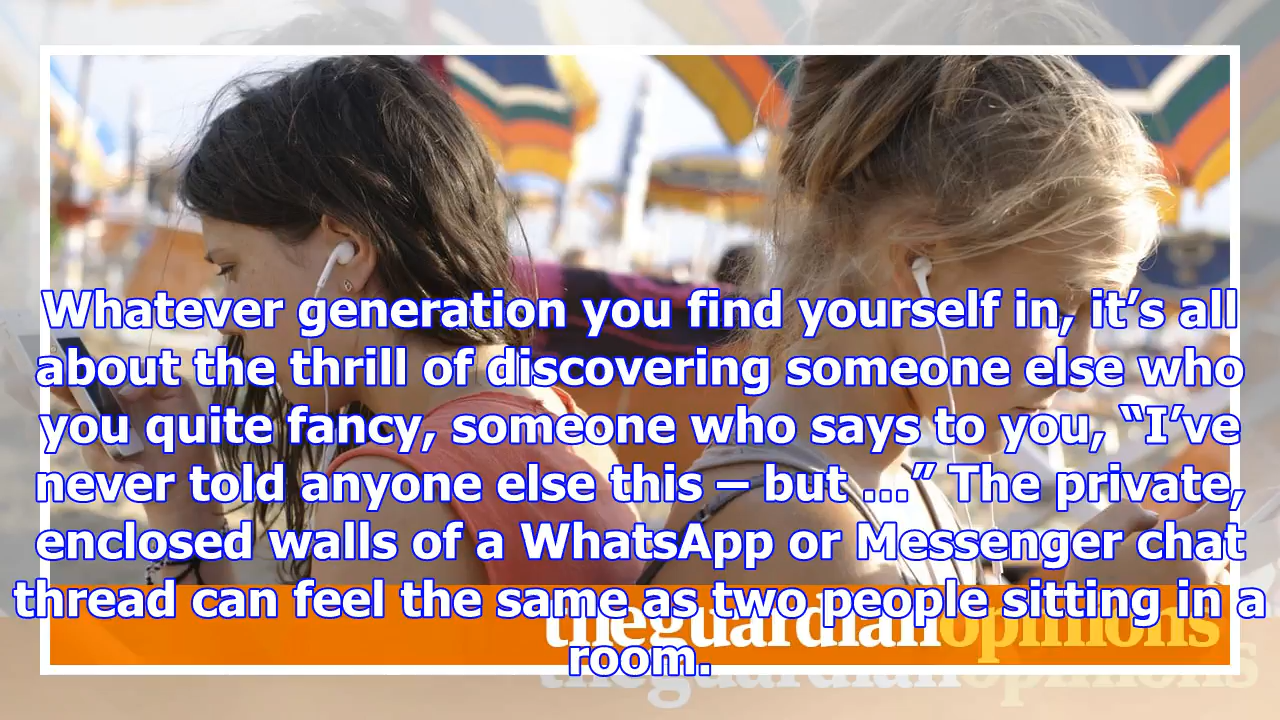 Whatever generation you find yourself in, it’s all
about the thrill of discovering someone else who
you quite fancy, someone who says to you, “I’ve
never told anyone else this – but …” The private,
enclosed walls of a WhatsApp or Messenger chat
thread can feel the same as two people sitting in a
theguardianopinions
room.
theguardianopinions